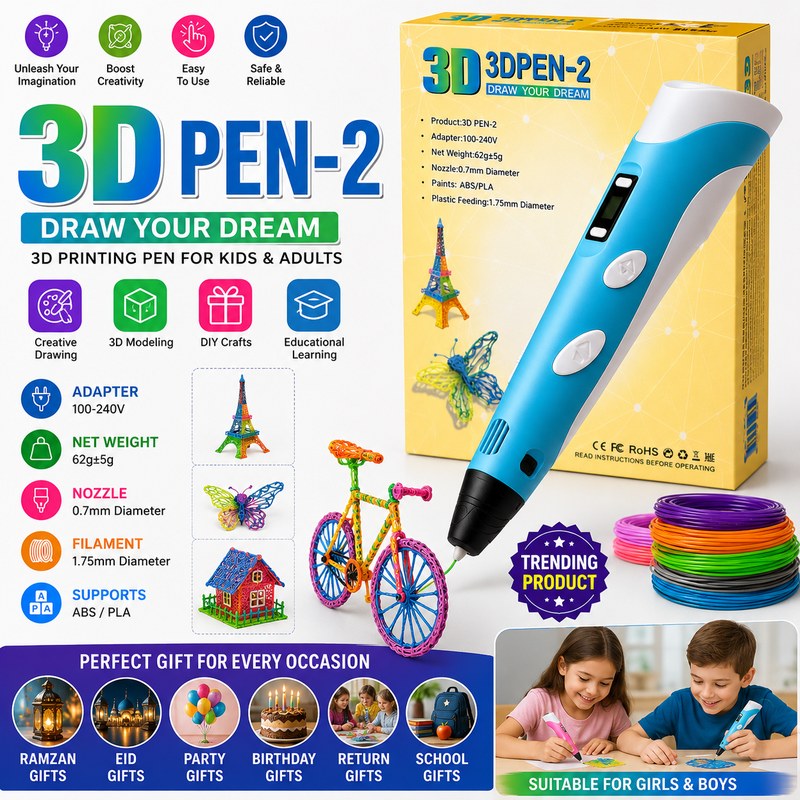 Unleash Your
Imagination
Boost
Creativity
Easy
To Use
Safe &
Reliable
3D PEN-2
DRAW YOUR DREAM
3D PRINTING PEN FOR KIDS & ADULTS
Creative
Drawing
3D Modeling
DIY Crafts
Educational
Learning
ADAPTER
100-240V
NET WEIGHT
62g±5g
NOZZLE
0.7mm Diameter
FILAMENT
1.75mm Diameter
A
P A
SUPPORTS
ABS / PLA
3D 3DPEN-2
DRAW YOUR DREAM
• Product:3D PEN-2
• Adapter:100-240V
• Net Weight:62g±5g
• Nozzle:0.7mm Diameter
• Paints: ABS/PLA
• Plastic Feeding:1.75mm Diameter
CE FC RoHS
READ INSTRUCTIONS BEFORE OPERATING
TRENDING
PRODUCT
PERFECT GIFT FOR EVERY OCCASION
RAMZAN
GIFTS
EID
GIFTS
PARTY
GIFTS
BIRTHDAY
GIFTS
RETURN
GIFTS
SCHOOL
GIFTS
SUITABLE FOR GIRLS & BOYS